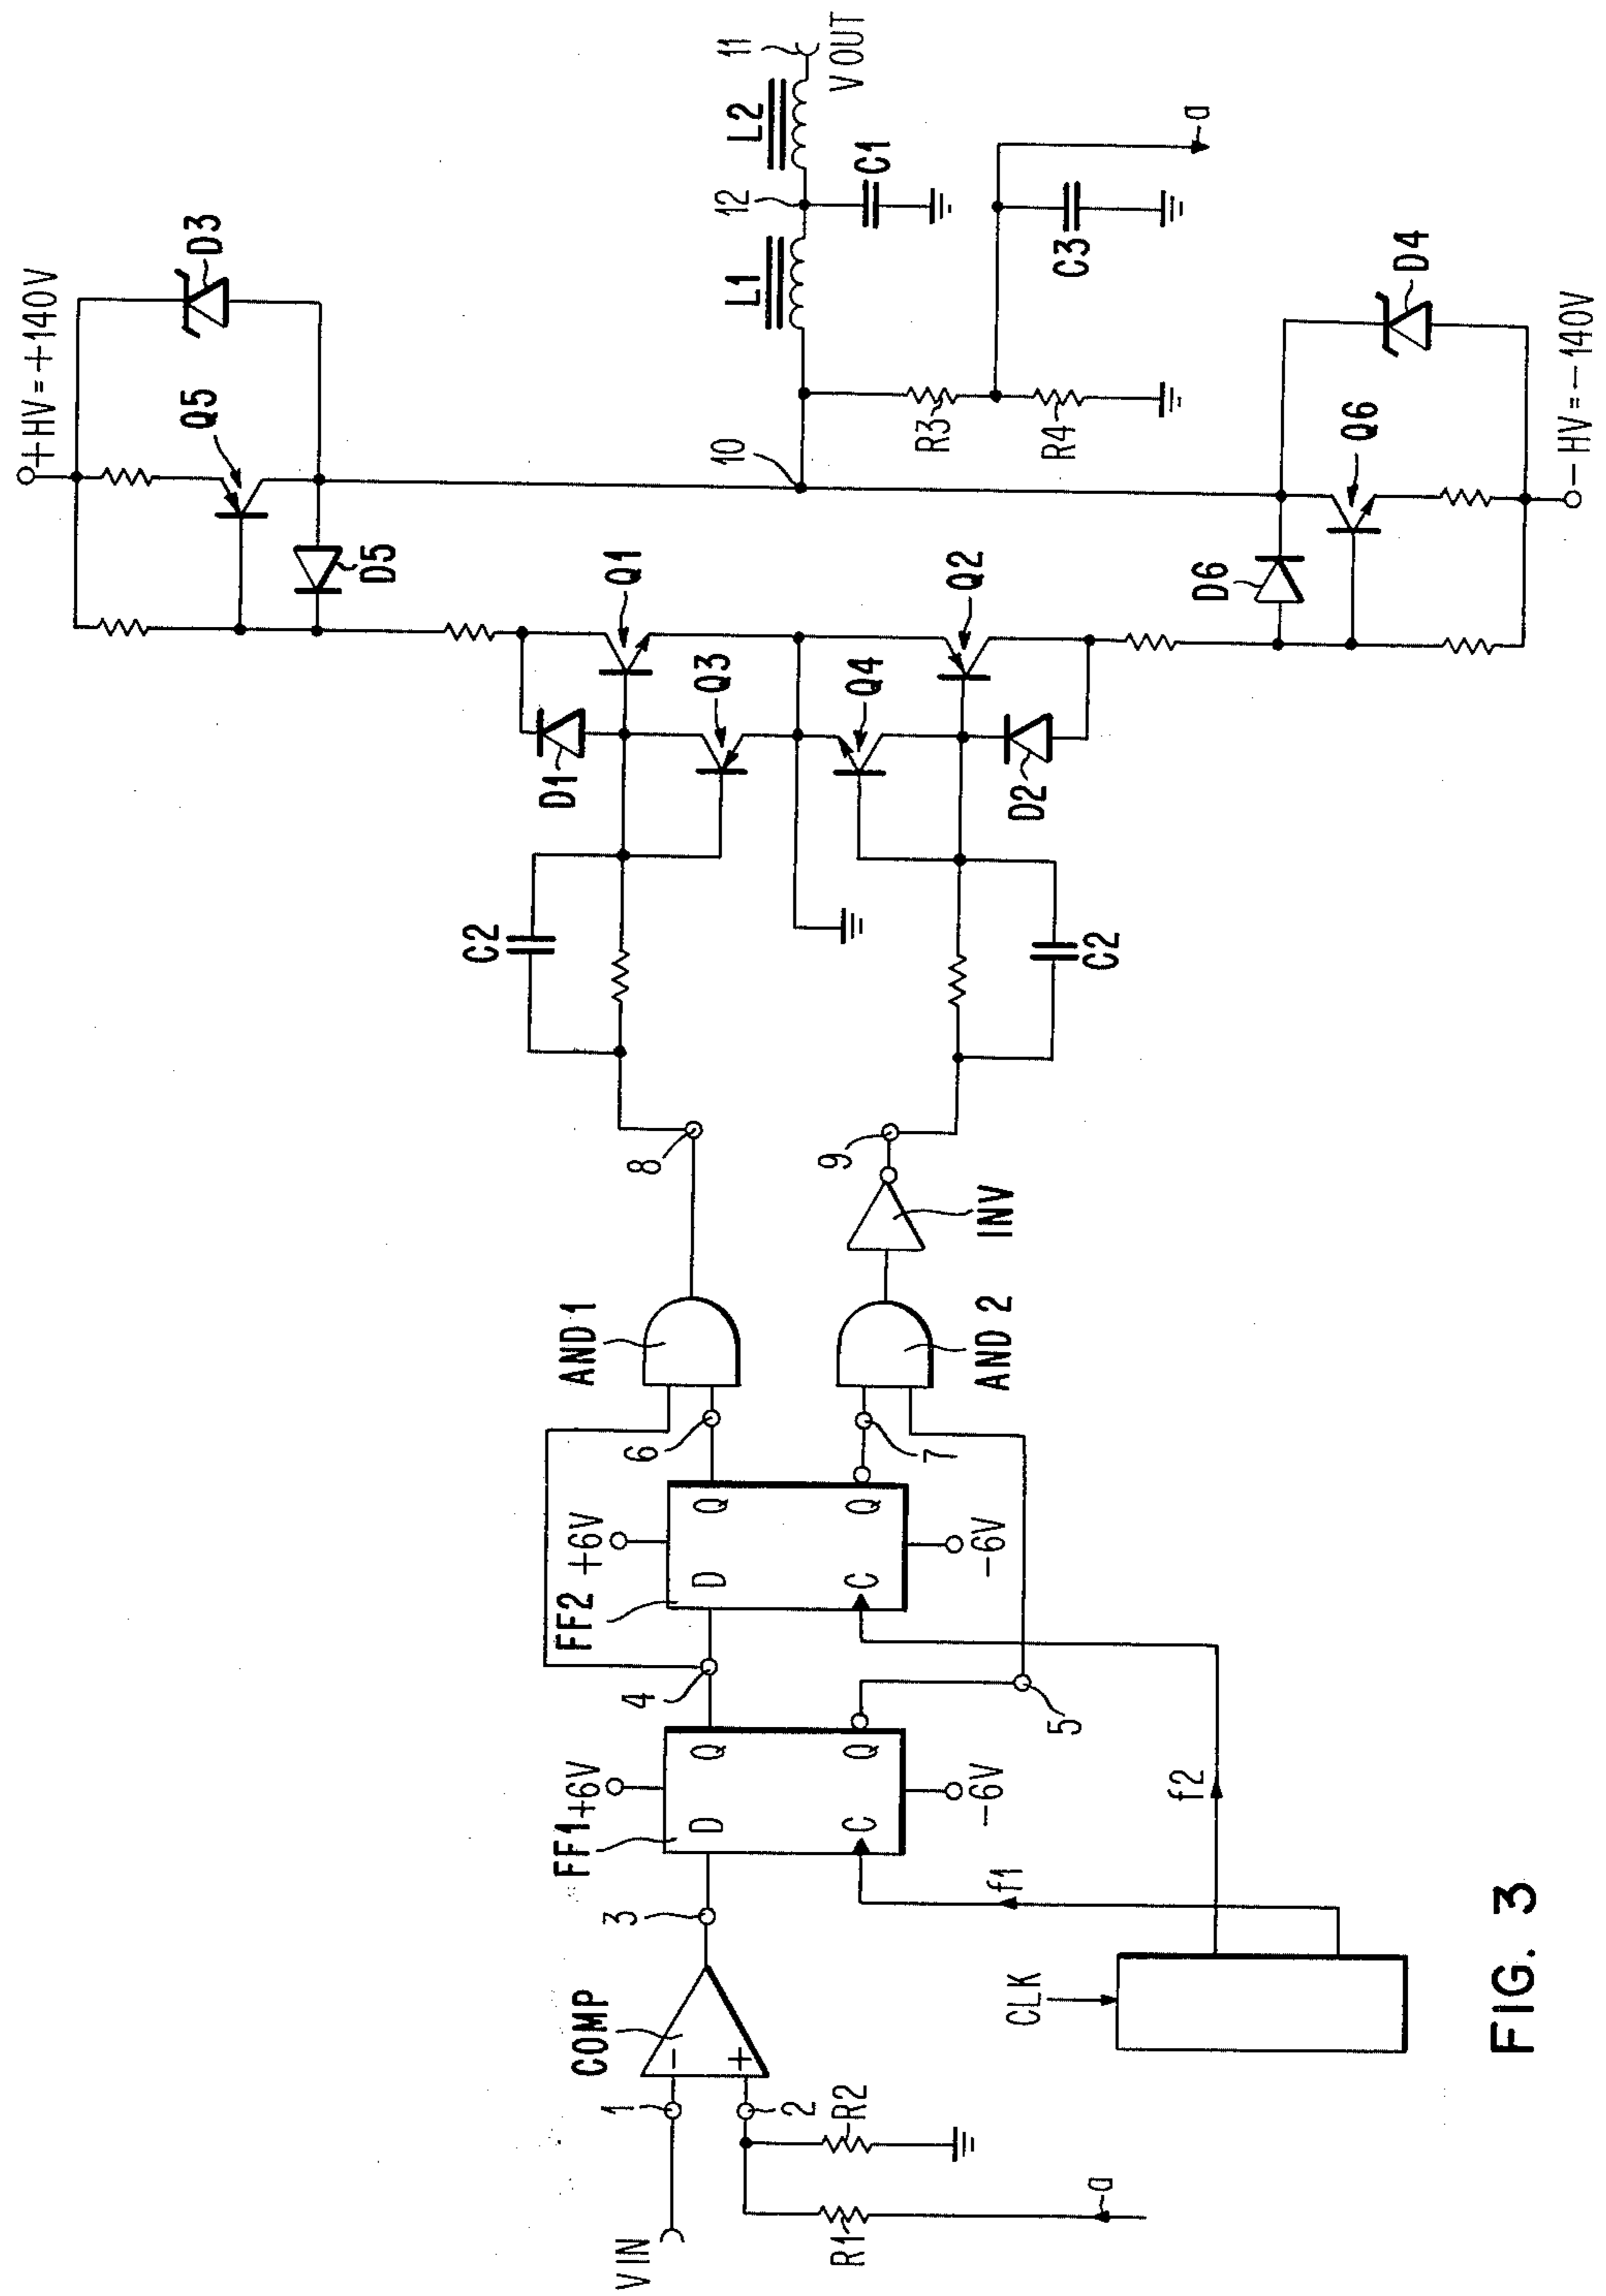 +HV=+140V
D3
Q5
D5
11
V OUT
L2
12
C1
L1
a
C3
10
R3
R4
D4
Q6
-HV=-140V
D6
Q1
Q3
D1
Q2
Q4
D2
C2
C2
8
9
INV
AND 1
AND 2
6
7
FF2
+6V
D
Q
C
Q
-6V
4
5
FF1
+6V
D
Q
C
Q
-6V
f2
f1
3
CLK
COMP
-
+
1
2
R2
V IN
R1
a
FIG. 3